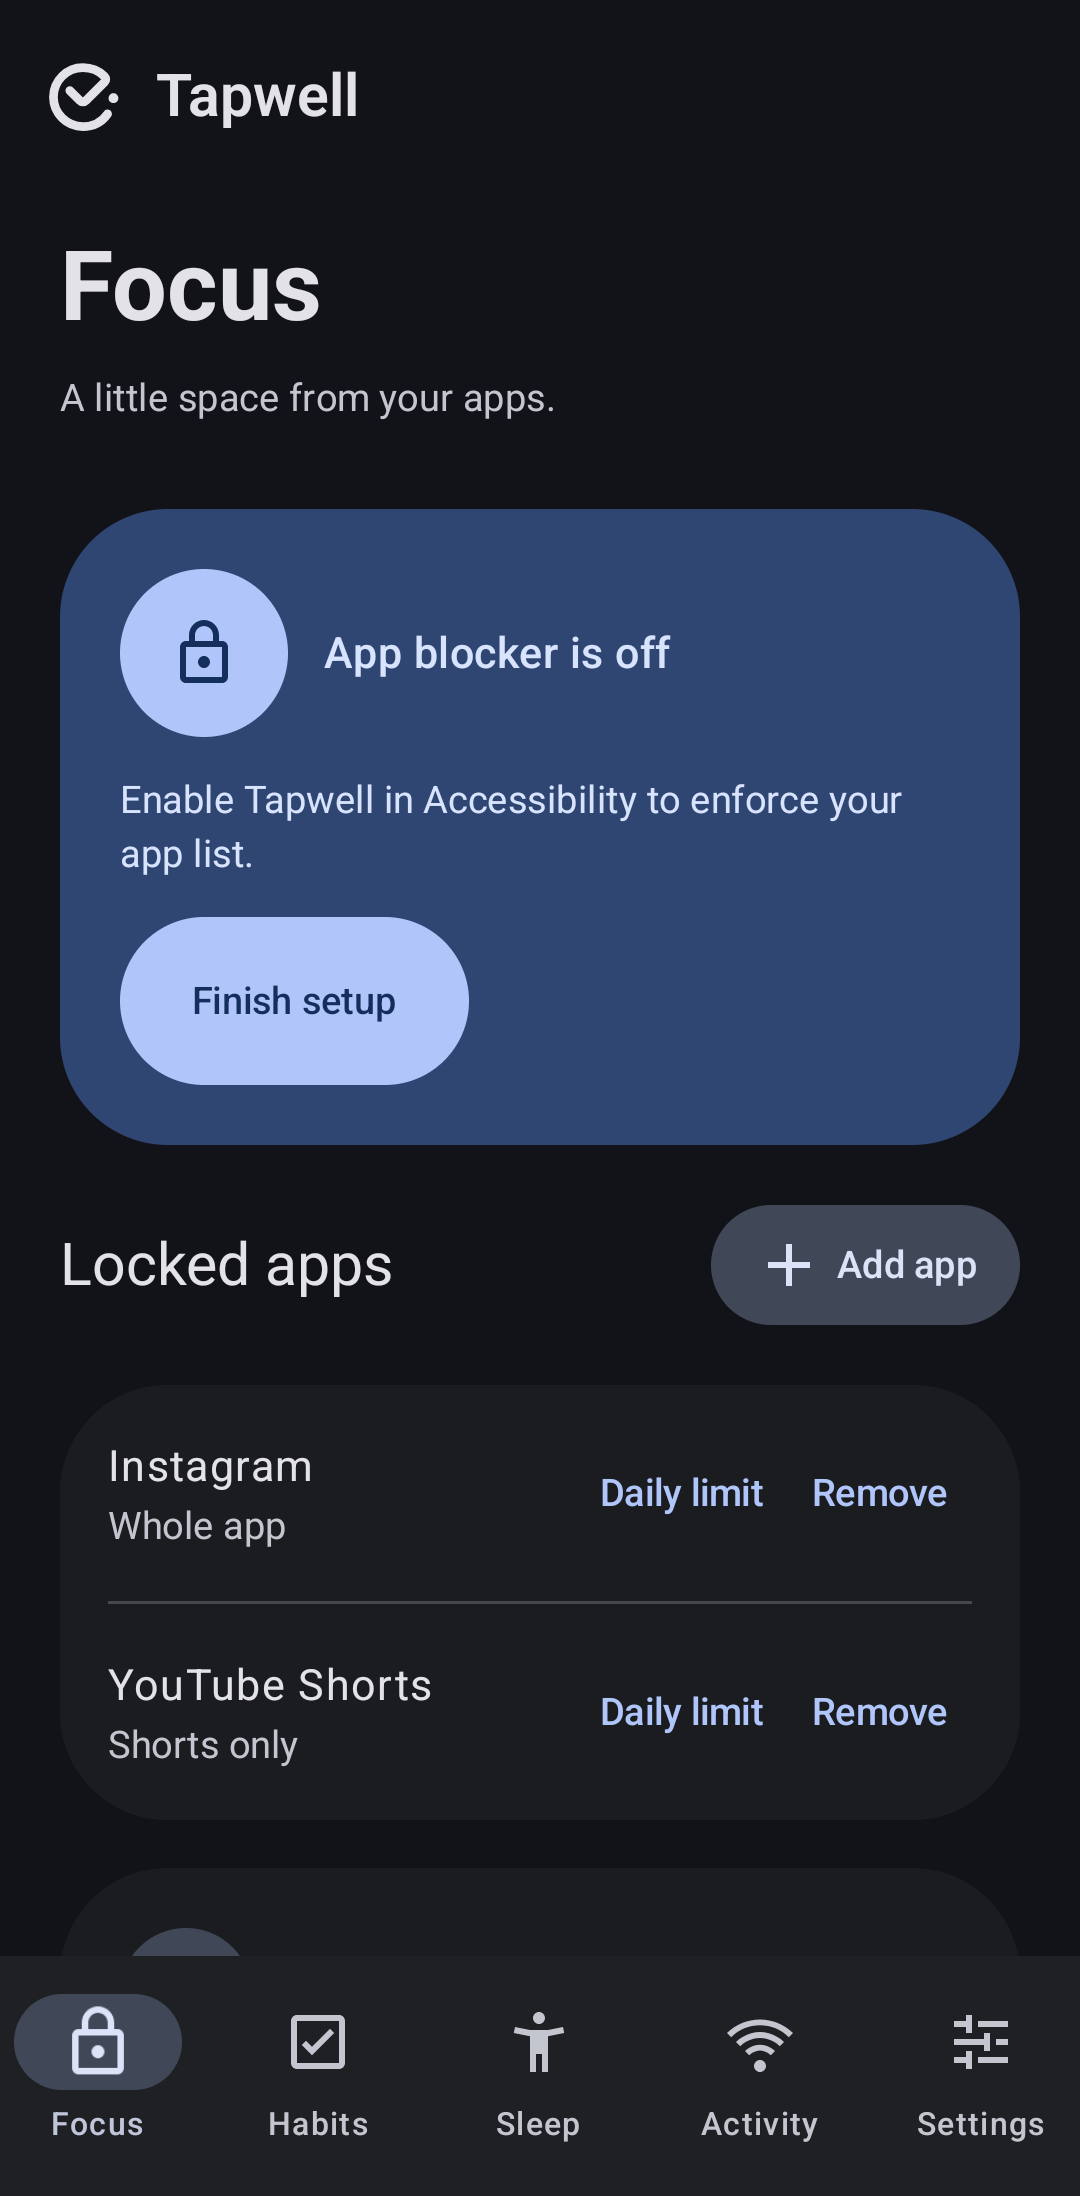 Tapwell
Focus
A little space from your apps.
App blocker is off
Enable Tapwell in Accessibility to enforce your
app list.
Finish setup
Locked apps
Add app
Instagram
Whole app
Daily limit
Remove
YouTube Shorts
Shorts only
Daily limit
Remove
Focus
Habits
Sleep
Activity
Settings